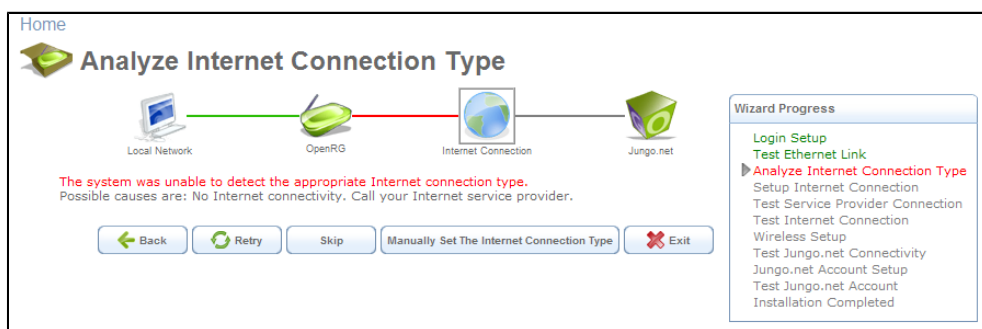 Home
Analyze Internet Connection Type
Local Network
OpenRG
Internet Connection
Jungo.net
The system was unable to detect the appropriate Internet connection type.
Possible causes are: No Internet connectivity. Call your Internet service provider.
Back
Retry
Skip
Manually Set The Internet Connection Type
Exit
Wizard Progress
Login Setup
Test Ethernet Link
Analyze Internet Connection Type
Setup Internet Connection
Test Service Provider Connection
Test Internet Connection
Wireless Setup
Test Jungo.net Connectivity
Jungo.net Account Setup
Test Jungo.net Account
Installation Completed